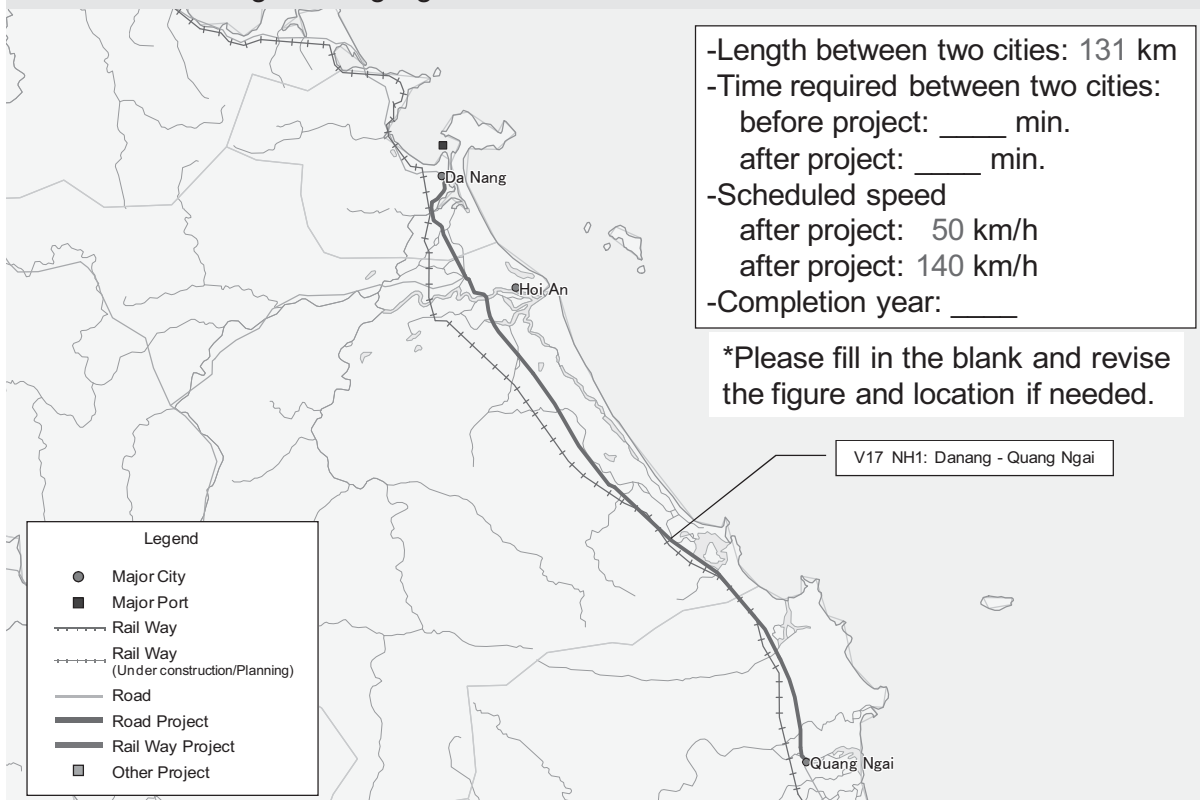 -Length between two cities: 131 km
-Time required between two cities:
before project: ____ min.
after project: ____ min.
-Scheduled speed
after project: 50 km/h
after project: 140 km/h
-Completion year: ____
*Please fill in the blank and revise
the figure and location if needed.
Da Nang
Hoi An
V17 NH1: Danang - Quang Ngai
Quang Ngai
Legend
Major City
Major Port
Rail Way
Rail Way
(Under construction/Planning)
Road
Road Project
Rail Way Project
Other Project